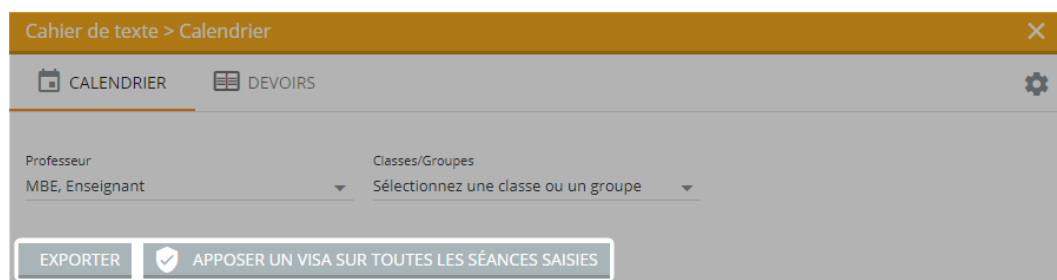 Cahier de texte > Calendrier
CALENDRIER DEVOIRS
Professeur Classes/Groupes
MBE, Enseignant Sélectionnez une classe ou un groupe
EXPORTER APPOSER UN VISA SUR TOUTES LES SÉANCES SAISIES